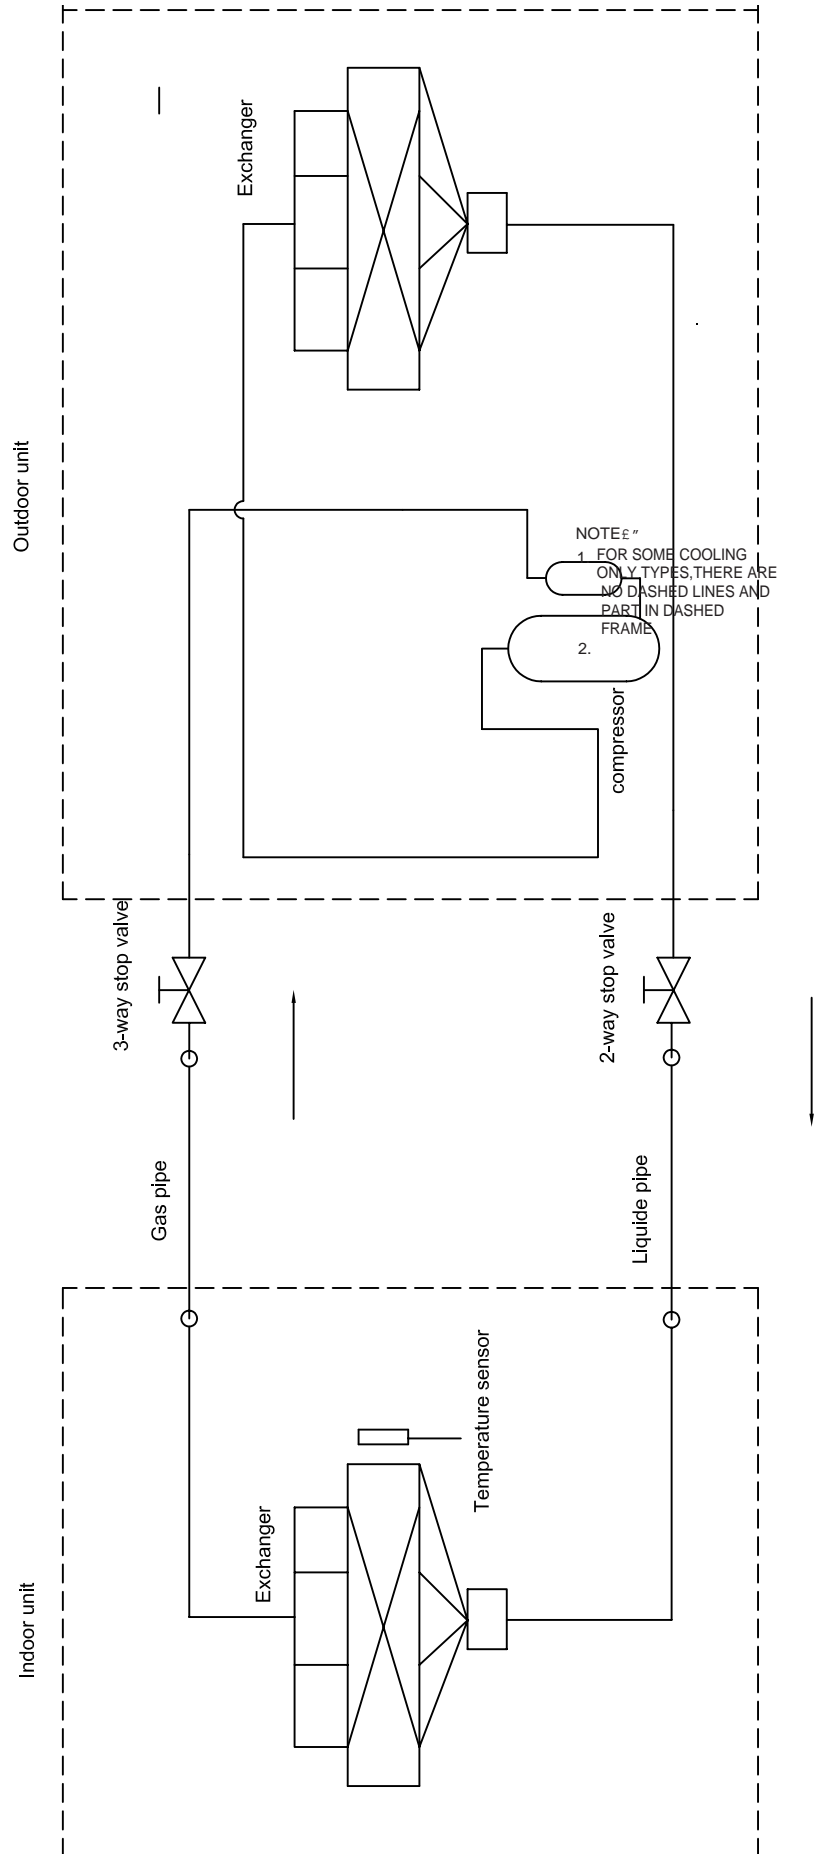 Exchanger
Outdoor unit
NOTE£″
1. FOR SOME COOLING
ONLY TYPES,THERE ARE
NO DASHED LINES AND
PART IN DASHED
FRAME
2.
compressor
3-way stop valve
2-way stop valve
Gas pipe
Liquide pipe
Temperature sensor
Exchanger
Indoor unit